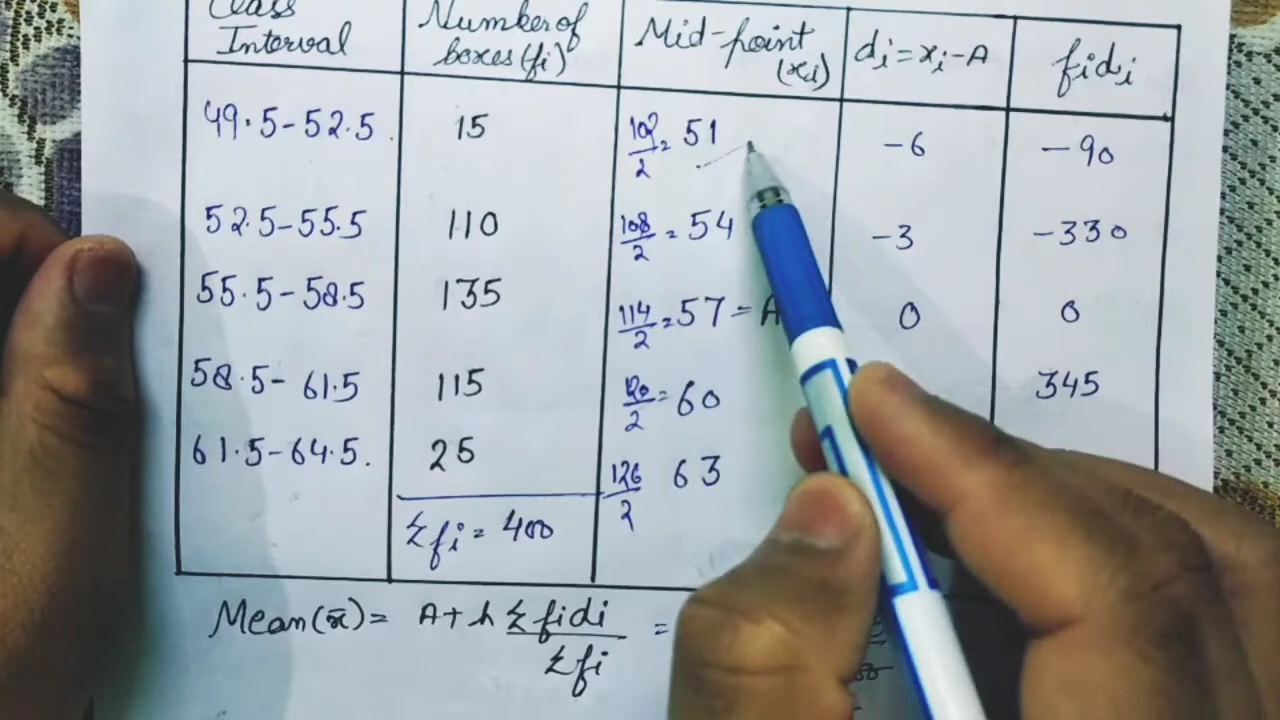 Class Interval Number of boxes (fi) Mid-point (xi) di = xi - A fidi
49.5-52.5 15 102/2 = 51 -6 -90
52.5-55.5 110 108/2 = 54 -3 -330
55.5-58.5 135 114/2 = 57 = A 0 0
58.5-61.5 115 120/2 = 60 345
61.5-64.5. 25 126/2 63
Σfi = 400
Mean (x̄) = A + h Σfidi/Σfi =